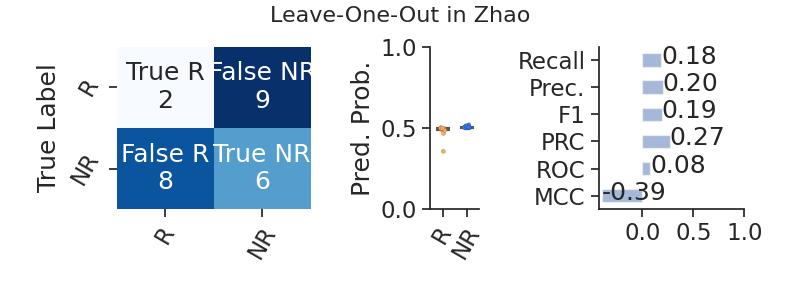 Leave-One-Out in Zhao
True Label
R
NR
True R
2
False NR
9
False R
8
True NR
6
R
NR
Pred. Prob.
1.0
0.5
0.0
R
NR
Recall
0.18
Prec.
0.20
F1
0.19
PRC
0.27
ROC
0.08
MCC
-0.39
0.0 0.5 1.0